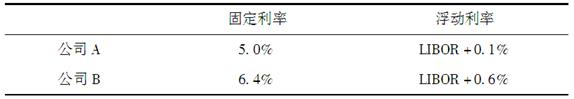 固定利率 浮动利率
公司 A 5. 0% LIBOR + 0. 1%
公司 B 6. 4% LIBOR + 0. 6%